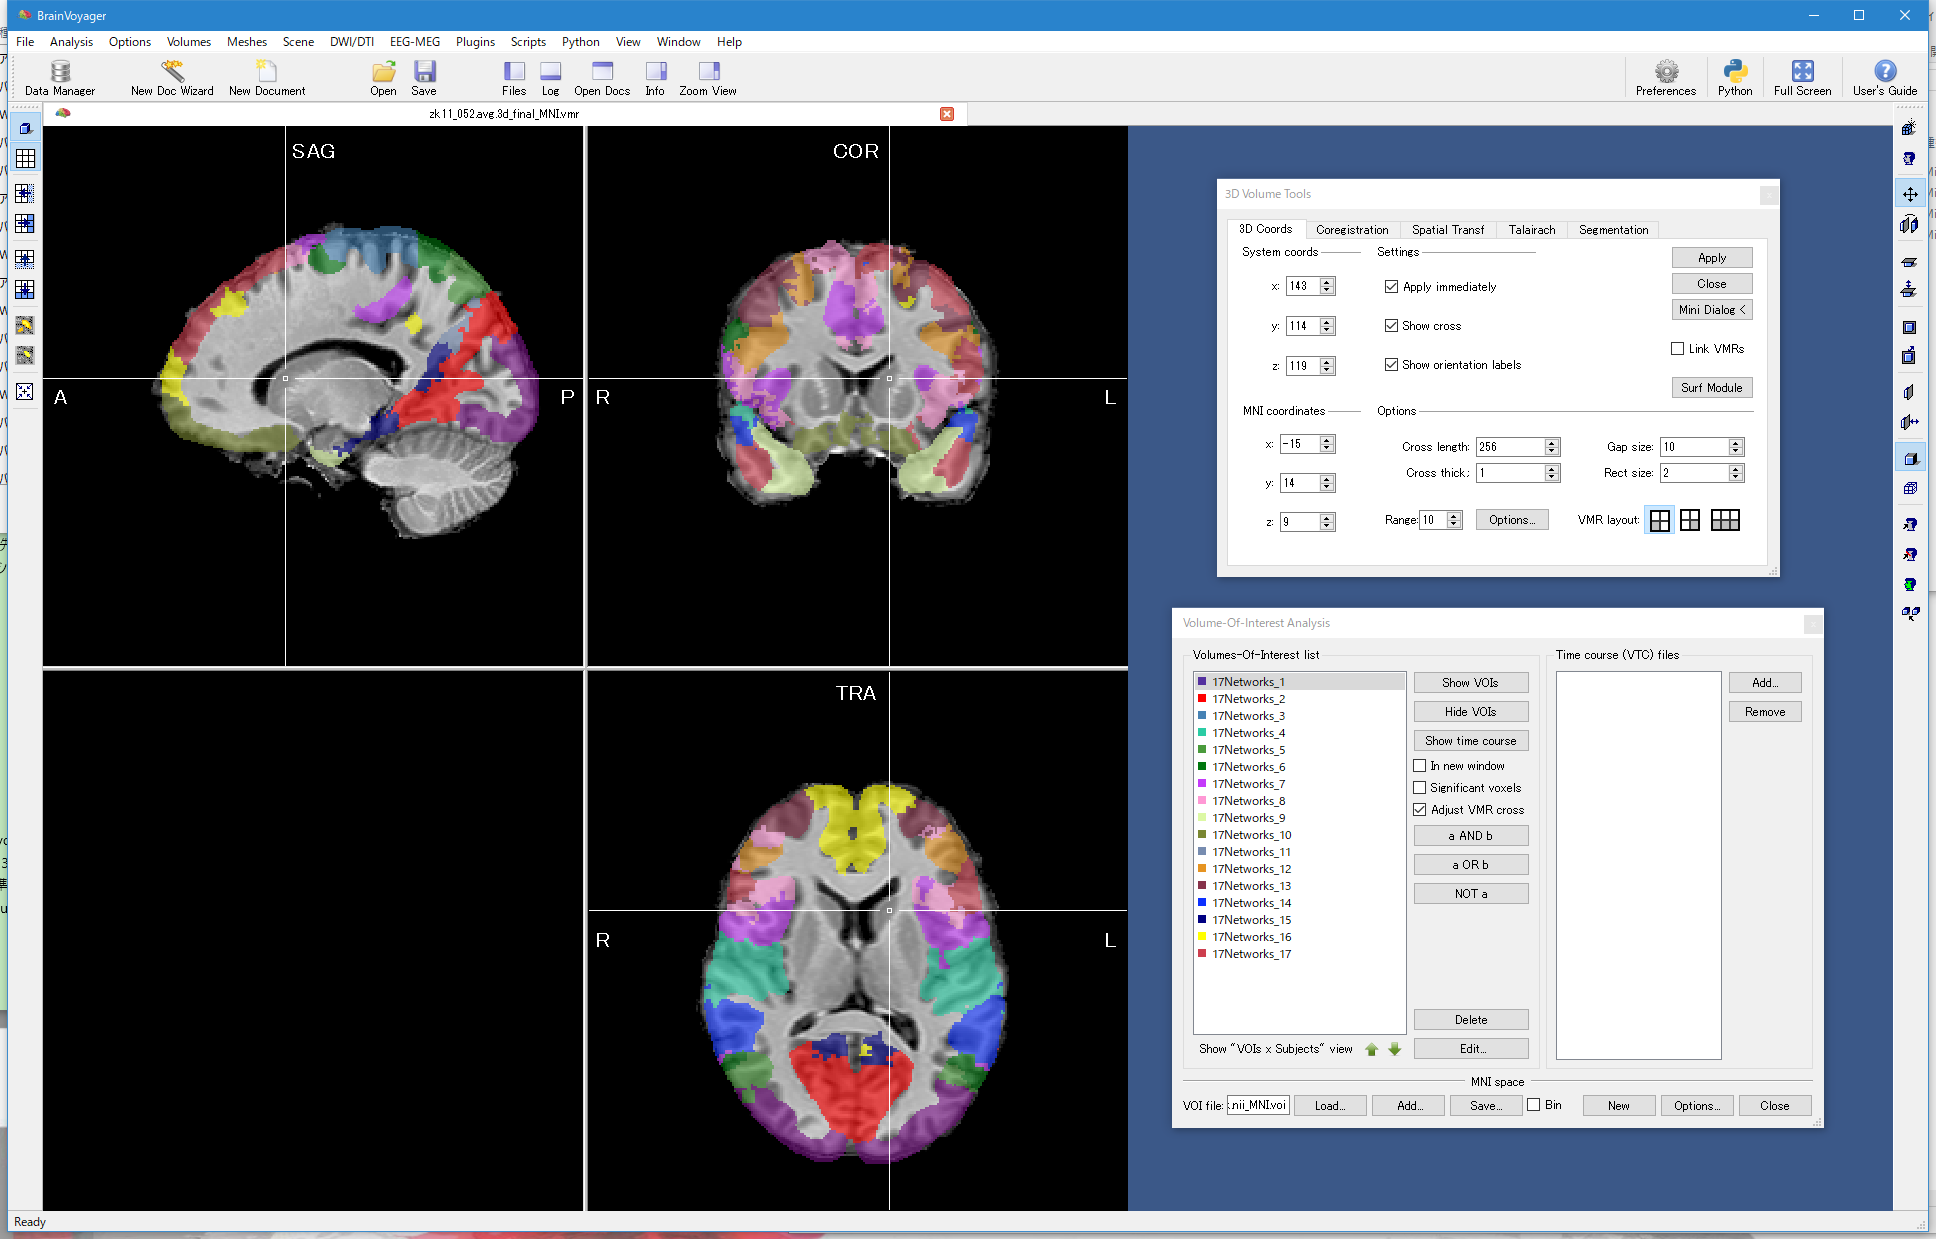 BrainVoyager
File Analysis Options Volumes Meshes Scene DWI/DTI EEG-MEG Plugins Scripts Python View Window Help
Data Manager New Doc Wizard New Document Open Save Files Log Open Docs Info Zoom View Preferences Python Full Screen User's Guide
zk11_052.avg.3d_final_MNI.vmr
SAG
A
P
COR
R
L
TRA
R
L
3D Volume Tools
3D Coords Coregistration Spatial Transf Talairach Segmentation
System coords Settings
Apply
x: 143 Apply immediately
Close
Mini Dialog <
y: 114 Show cross
Link VMRs
z: 119 Show orientation labels
Surf Module
MNI coordinates Options
x: -15 Cross length: 256 Gap size: 10
Cross thick.: 1 Rect size: 2
y: 14
z: 9 Range: 10 Options... VMR layout:
Volume-Of-Interest Analysis
Volumes-Of-Interest list
17Networks_1
17Networks_2
17Networks_3
17Networks_4
17Networks_5
17Networks_6
17Networks_7
17Networks_8
17Networks_9
17Networks_10
17Networks_11
17Networks_12
17Networks_13
17Networks_14
17Networks_15
17Networks_16
17Networks_17
Show VOIs
Hide VOIs
Show time course
In new window
Significant voxels
Adjust VMR cross
a AND b
a OR b
NOT a
Delete
Show "VOIs x Subjects" view Edit...
Time course (VTC) files
Add...
Remove
MNI space
VOI file: k.nii_MNI.voi Load... Add... Save... Bin New Options... Close
Ready